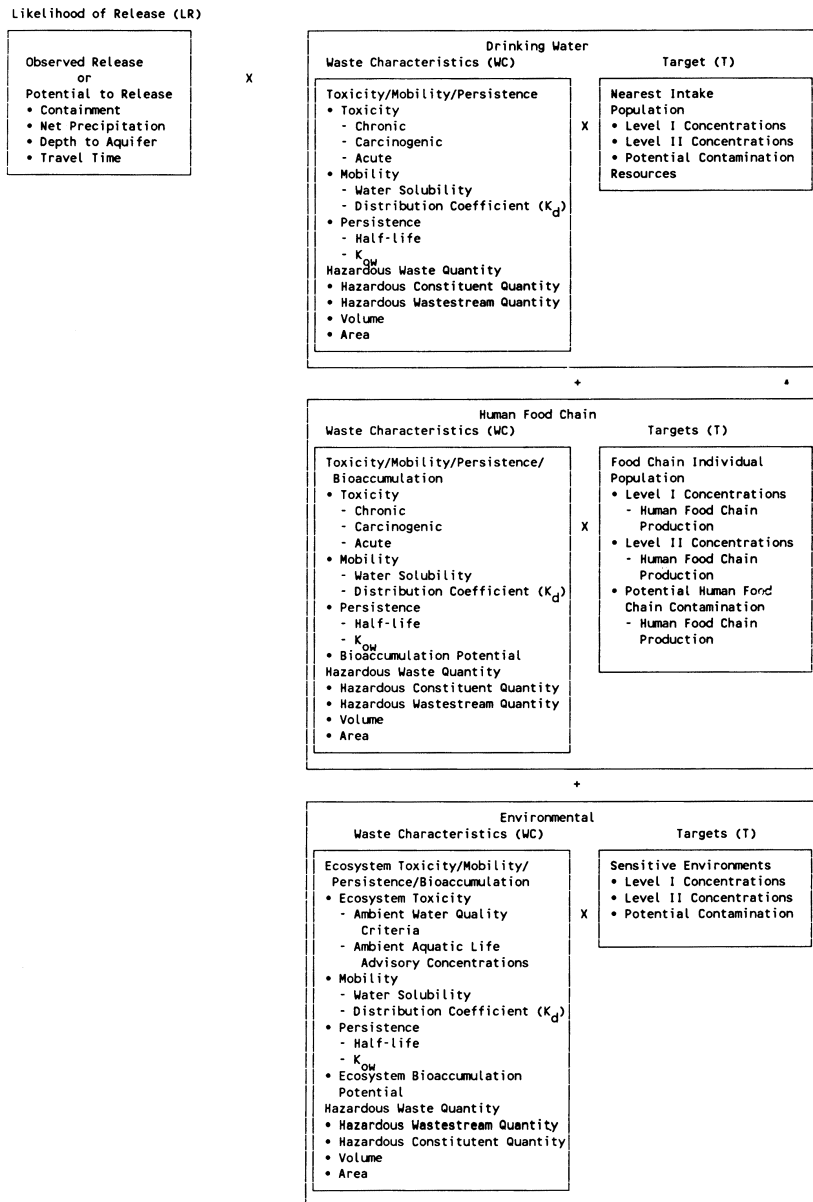 Likelihood of Release (LR)
Observed Release
or
Potential to Release
• Containment
• Net Precipitation
• Depth to Aquifer
• Travel Time
X
Drinking Water
Waste Characteristics (WC)
Toxicity/Mobility/Persistence
• Toxicity
- Chronic
- Carcinogenic
- Acute
• Mobility
- Water Solubility
- Distribution Coefficient (Kd)
• Persistence
- Half-life
- Kow
Hazardous Waste Quantity
• Hazardous Constituent Quantity
• Hazardous Wastestream Quantity
• Volume
• Area
X
Target (T)
Nearest Intake
Population
• Level I Concentrations
• Level II Concentrations
• Potential Contamination
Resources
+
Human Food Chain
Waste Characteristics (WC)
Toxicity/Mobility/Persistence/
Bioaccumulation
• Toxicity
- Chronic
- Carcinogenic
- Acute
• Mobility
- Water Solubility
- Distribution Coefficient (Kd)
• Persistence
- Half-life
- Kow
• Bioaccumulation Potential
Hazardous Waste Quantity
• Hazardous Constituent Quantity
• Hazardous Wastestream Quantity
• Volume
• Area
X
Targets (T)
Food Chain Individual
Population
• Level I Concentrations
- Human Food Chain
Production
• Level II Concentrations
- Human Food Chain
Production
• Potential Human Food
Chain Contamination
- Human Food Chain
Production
+
Environmental
Waste Characteristics (WC)
Ecosystem Toxicity/Mobility/
Persistence/Bioaccumulation
• Ecosystem Toxicity
- Ambient Water Quality
Criteria
- Ambient Aquatic Life
Advisory Concentrations
• Mobility
- Water Solubility
- Distribution Coefficient (Kd)
• Persistence
- Half-life
- Kow
• Ecosystem Bioaccumulation
Potential
Hazardous Waste Quantity
• Hazardous Wastestream Quantity
• Hazardous Constitutent Quantity
• Volume
• Area
X
Targets (T)
Sensitive Environments
• Level I Concentrations
• Level II Concentrations
• Potential Contamination